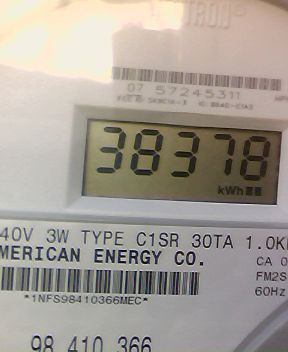 TRON®
07 57245311
38378
kWh
40V 3W TYPE C1SR 30TA 1.0K
MERICAN ENERGY CO.
CA 0
FM2S
*1NFS98410366MEC*
60Hz
98 410 366